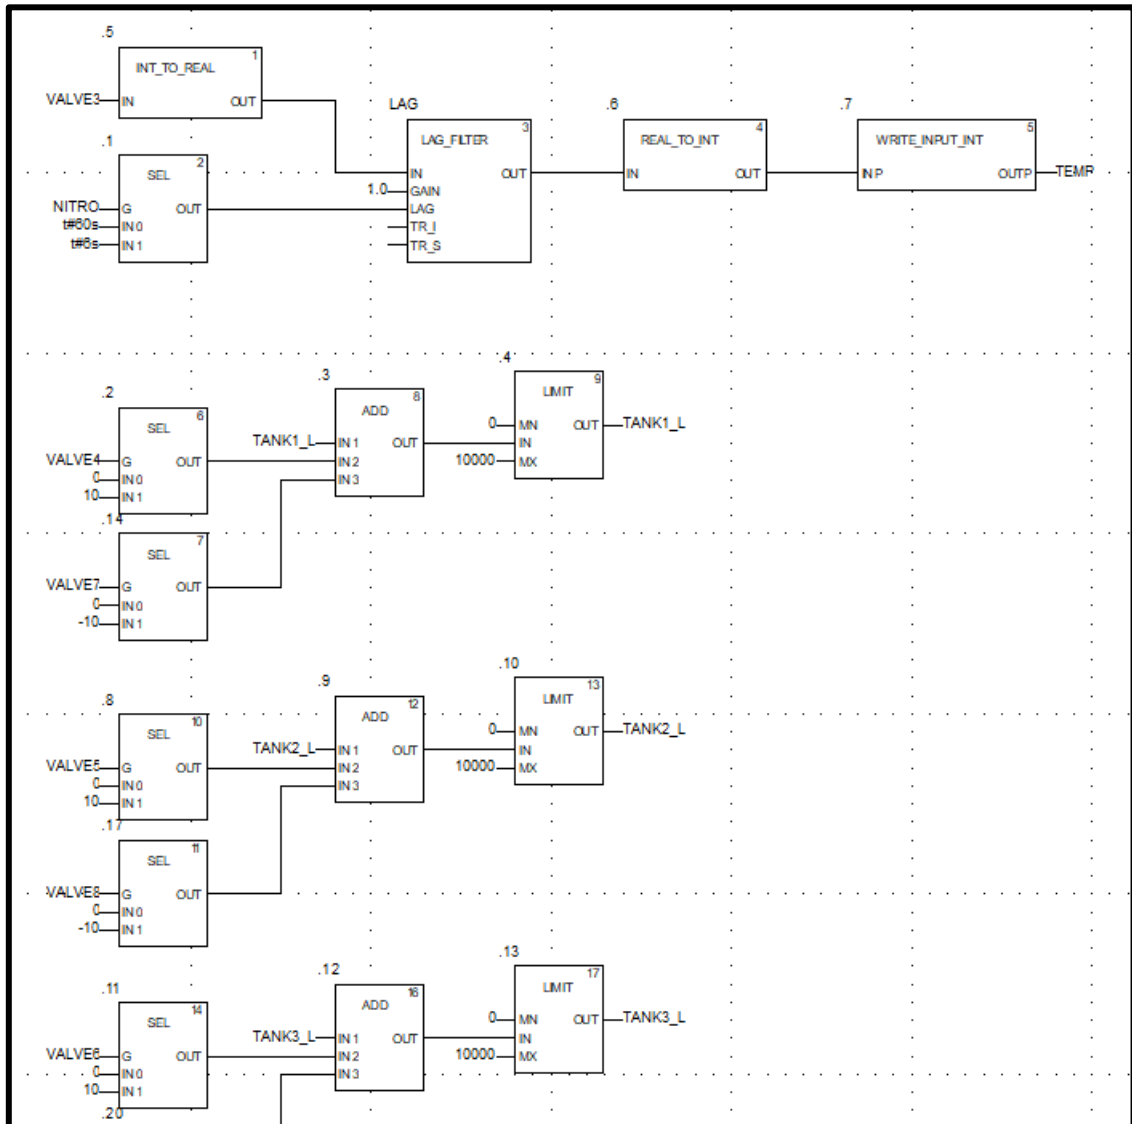 .5
1
INT_TO_REAL
VALVE3 IN OUT
.1
2
SEL
NITRO G OUT
t#60s IN0
t#6s IN1
LAG
3
LAG_FILTER
IN OUT
1.0 GAIN
LAG
TR_I
TR_S
.6
4
REAL_TO_INT
IN OUT
.7
5
WRITE_INPUT_INT
INP OUTP TEMP
.2
6
SEL
VALVE4 G OUT
0 IN0
10 IN1
.14
7
SEL
VALVE7 G OUT
0 IN0
-10 IN1
.3
8
ADD
TANK1_L IN1 OUT
IN2
IN3
.4
9
LIMIT
0 MN OUT TANK1_L
IN
10000 MX
.8
10
SEL
VALVE5 G OUT
0 IN0
10 IN1
.17
11
SEL
VALVE8 G OUT
0 IN0
-10 IN1
.9
12
ADD
TANK2_L IN1 OUT
IN2
IN3
.10
13
LIMIT
0 MN OUT TANK2_L
IN
10000 MX
.11
14
SEL
VALVE6 G OUT
0 IN0
10 IN1
.20
.12
16
ADD
TANK3_L IN1 OUT
IN2
IN3
.13
17
LIMIT
0 MN OUT TANK3_L
IN
10000 MX